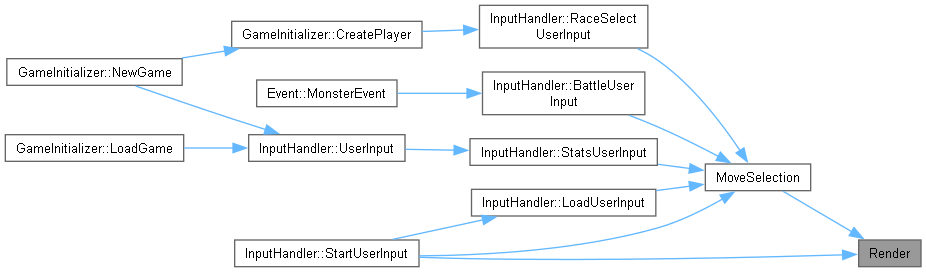 InputHandler::RaceSelect
UserInput
GameInitializer::CreatePlayer
GameInitializer::NewGame
InputHandler::BattleUser
Input
Event::MonsterEvent
GameInitializer::LoadGame
InputHandler::UserInput
InputHandler::StatsUserInput
MoveSelection
InputHandler::LoadUserInput
InputHandler::StartUserInput
Render